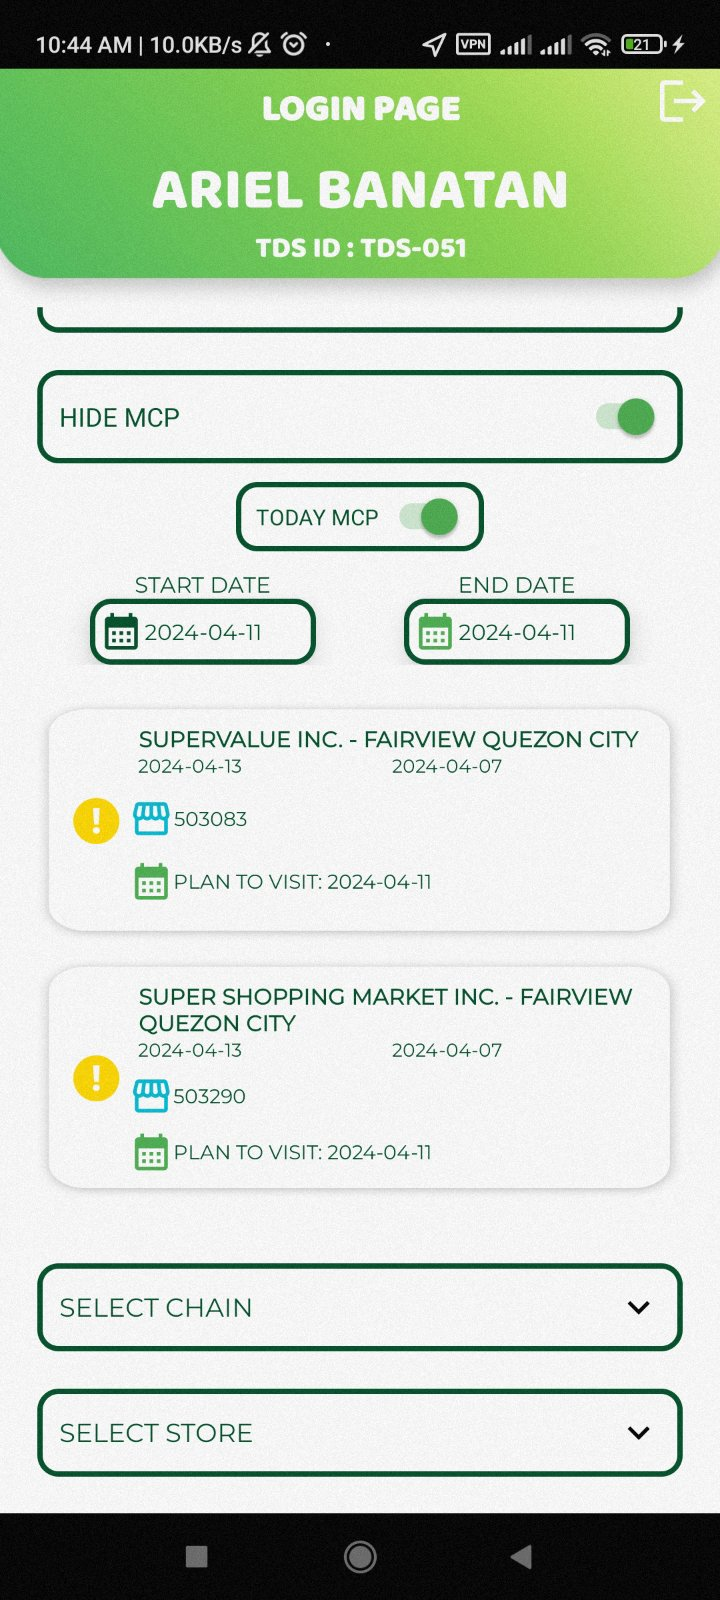 10:44 AM | 10.0KB/s VPN 21
LOGIN PAGE
ARIEL BANATAN
TDS ID : TDS-051
HIDE MCP
TODAY MCP
START DATE END DATE
2024-04-11 2024-04-11
SUPERVALUE INC. - FAIRVIEW QUEZON CITY
2024-04-13 2024-04-07
503083
PLAN TO VISIT: 2024-04-11
SUPER SHOPPING MARKET INC. - FAIRVIEW
QUEZON CITY
2024-04-13 2024-04-07
503290
PLAN TO VISIT: 2024-04-11
SELECT CHAIN
SELECT STORE